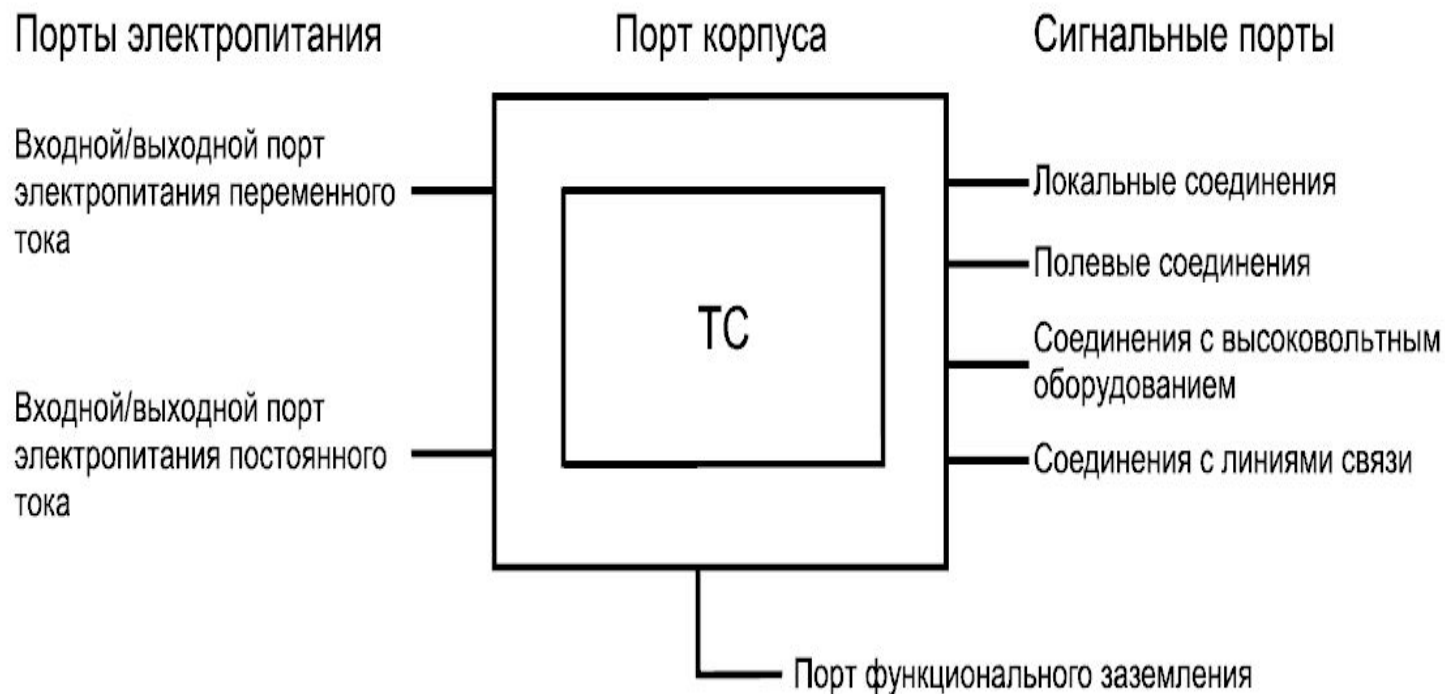 Порты электропитания
Порт корпуса
Сигнальные порты
Входной/выходной порт
электропитания переменного
тока
Входной/выходной порт
электропитания постоянного
тока
ТС
Локальные соединения
Полевые соединения
Соединения с высоковольтным
оборудованием
Соединения с линиями связи
Порт функционального заземления